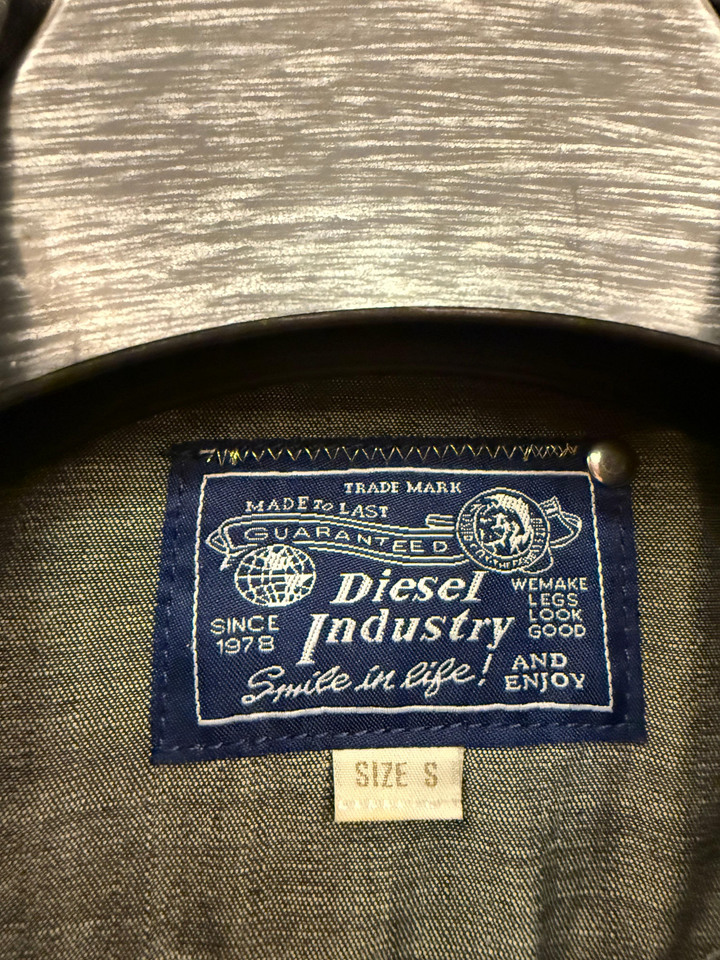 TRADE MARK
MADE TO LAST
GUARANTEED
Diesel
Industry
SINCE
1978
WEMAKE
LEGS
LOOK
GOOD
AND
ENJOY
Smile in life!
SIZE S